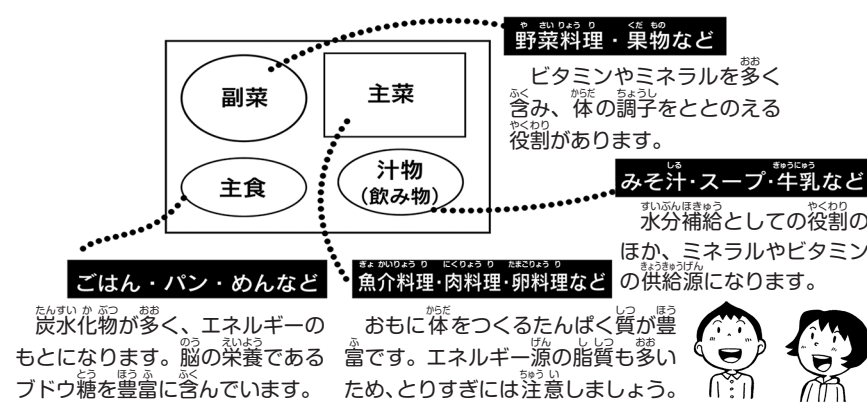 野菜料理・果物など
ビタミンやミネラルを多く
含み、体の調子をととのえる
役割があります。
副菜
主菜
主食
汁物
(飲み物)
みそ汁・スープ・牛乳など
水分補給としての役割の
ほか、ミネラルやビタミン
の供給源になります。
ごはん・パン・めんなど
炭水化物が多く、エネルギーの
もとになります。脳の栄養である
ブドウ糖を豊富に含んでいます。
魚介料理・肉料理・卵料理など
おもに体をつくるたんぱく質が豊
富です。エネルギー源の脂質も多い
ため、とりすぎには注意しましょう。